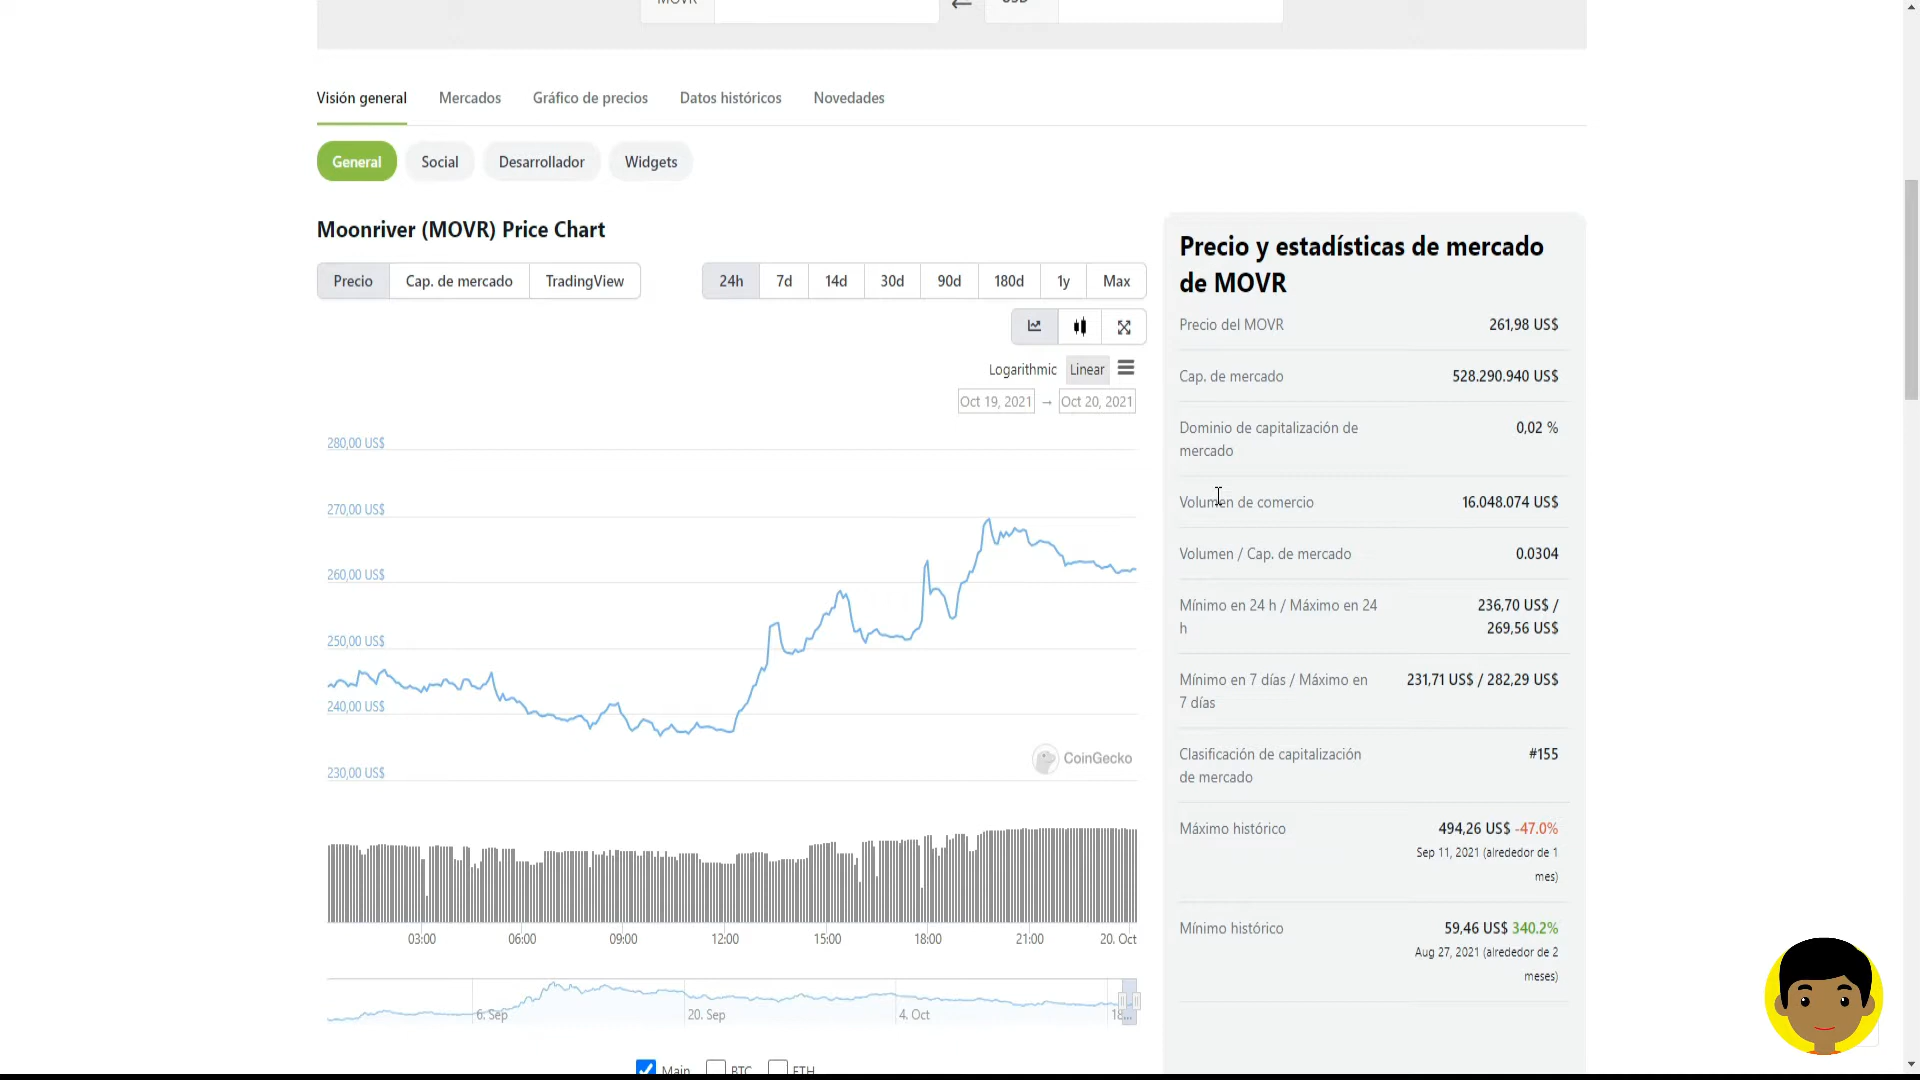 MOVR
USD
Visión general Mercados Gráfico de precios Datos históricos Novedades
General Social Desarrollador Widgets
Moonriver (MOVR) Price Chart
Precio Cap. de mercado TradingView 24h 7d 14d 30d 90d 180d 1y Max
Logarithmic Linear
Oct 19, 2021 → Oct 20, 2021
280,00 US$
270,00 US$
260,00 US$
250,00 US$
240,00 US$
230,00 US$
CoinGecko
03:00 06:00 09:00 12:00 15:00 18:00 21:00 20. Oct
6. Sep 20. Sep 4. Oct 18...
Main BTC ETH
Precio y estadísticas de mercado
de MOVR
Precio del MOVR 261,98 US$
Cap. de mercado 528.290.940 US$
Dominio de capitalización de 0,02 %
mercado
Volumen de comercio 16.048.074 US$
Volumen / Cap. de mercado 0.0304
Mínimo en 24 h / Máximo en 24 236,70 US$ /
h 269,56 US$
Mínimo en 7 días / Máximo en 231,71 US$ / 282,29 US$
7 días
Clasificación de capitalización #155
de mercado
Máximo histórico 494,26 US$ -47.0%
Sep 11, 2021 (alrededor de 1
mes)
Mínimo histórico 59,46 US$ 340.2%
Aug 27, 2021 (alrededor de 2
meses)